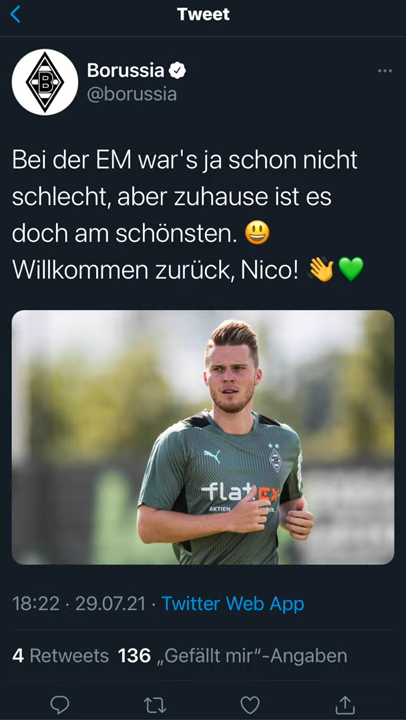 Tweet
B
Borussia
@borussia
Bei der EM war's ja schon nicht
schlecht, aber zuhause ist es
doch am schönsten. 😃
Willkommen zurück, Nico! 👋💚
flatex
AKTIEN
18:22 · 29.07.21 · Twitter Web App
4 Retweets 136 „Gefällt mir“-Angaben